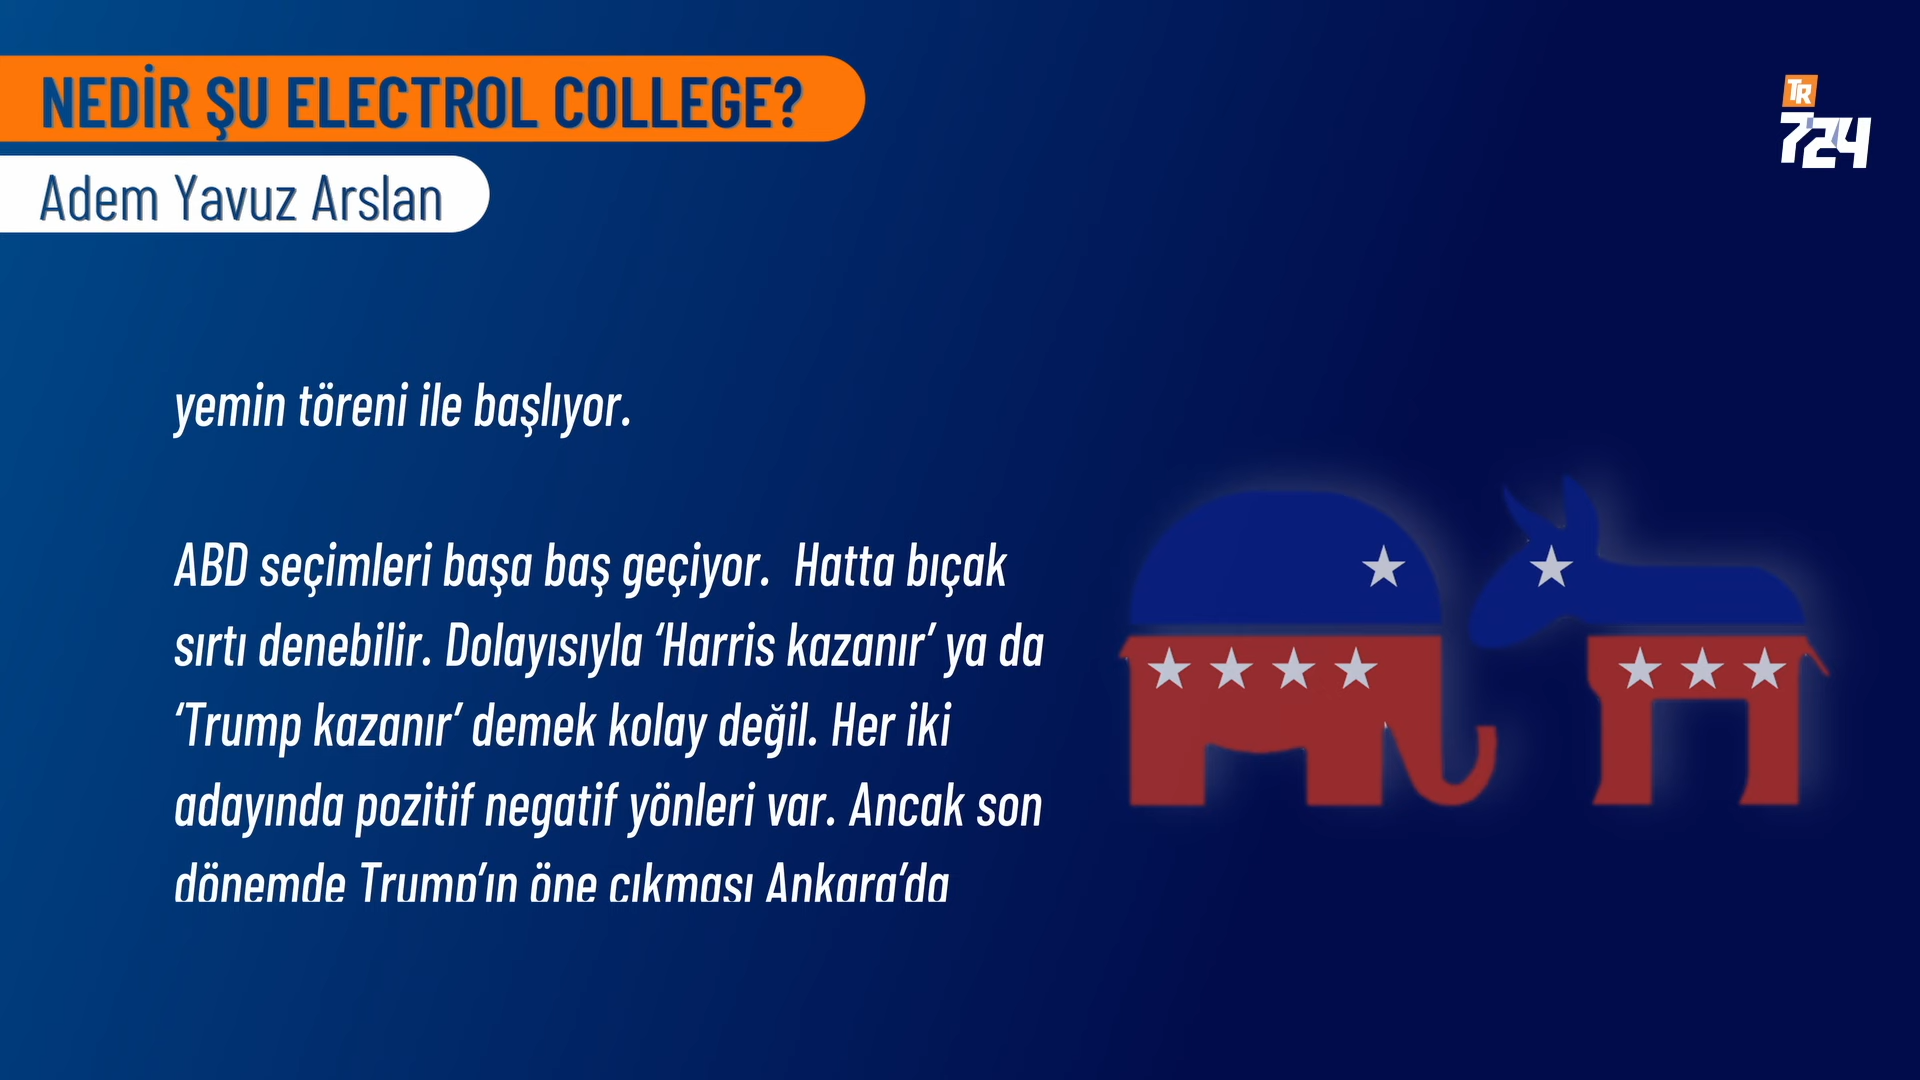 NEDİR ŞU ELECTROL COLLEGE?
Adem Yavuz Arslan
TR
724
yemin töreni ile başlıyor.
ABD seçimleri başa baş geçiyor.  Hatta bıçak
sırtı denebilir. Dolayısıyla ‘Harris kazanır’ ya da
‘Trump kazanır’ demek kolay değil. Her iki
adayında pozitif negatif yönleri var. Ancak son
dönemde Trump’ın öne çıkması Ankara’da